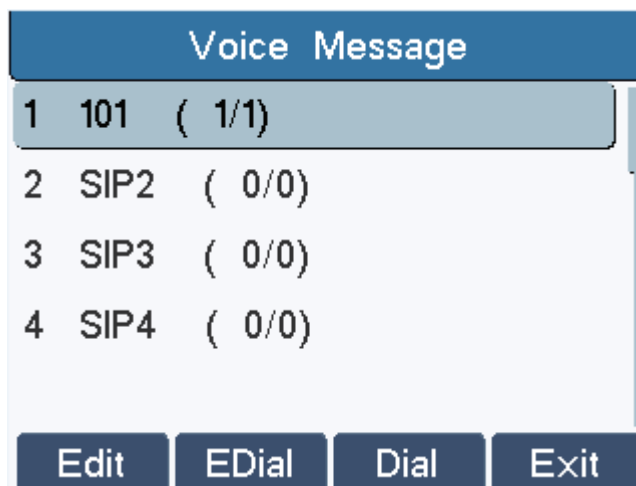 Voice Message
1 101 ( 1/1)
2 SIP2 ( 0/0)
3 SIP3 ( 0/0)
4 SIP4 ( 0/0)
Edit EDial Dial Exit